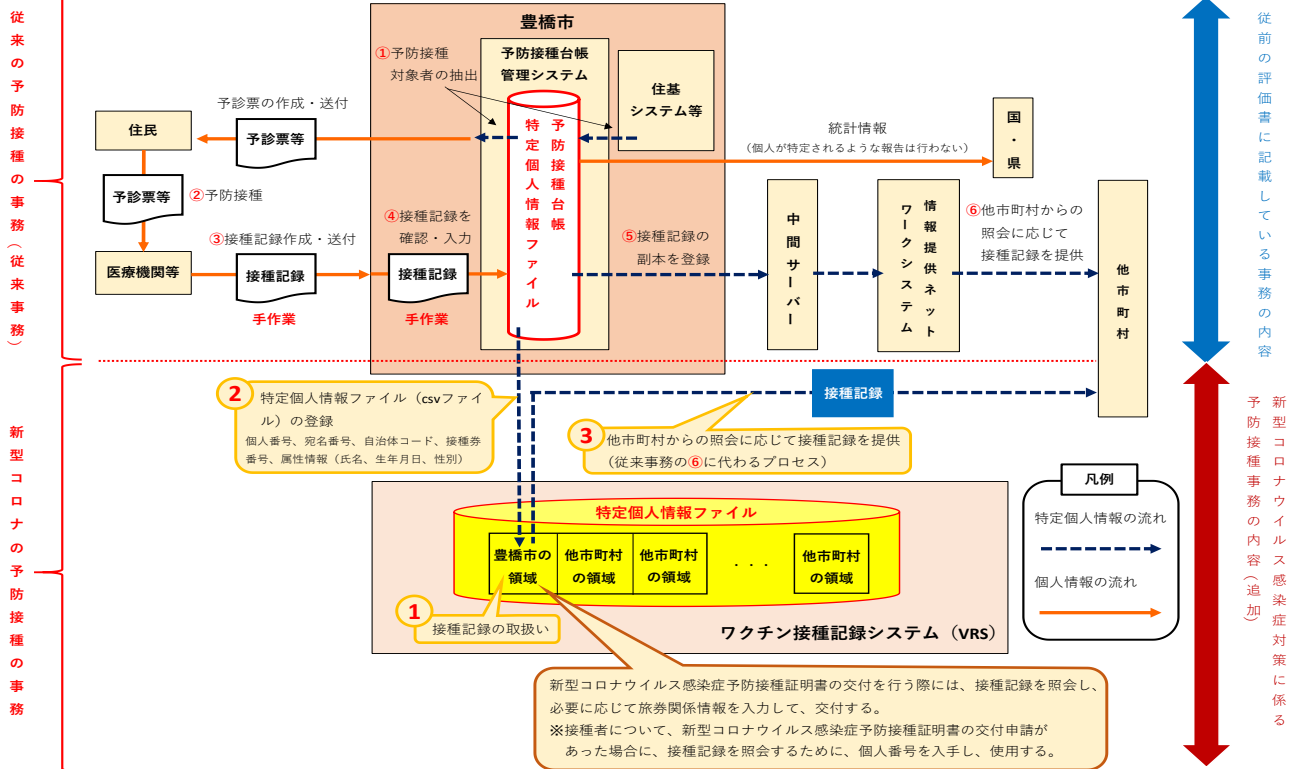 従来の予防接種の事務(従来事務)
豊橋市
①予防接種
対象者の抽出
予防接種台帳
管理システム
住基
システム等
予防接種台帳
特定個人情報ファイル
予診票の作成・送付
住民
予診票等
予診票等
②予防接種
③接種記録作成・送付
医療機関等
接種記録
手作業
④接種記録を
確認・入力
接種記録
手作業
統計情報
(個人が特定されるような報告は行わない)
国・県
⑤接種記録の
副本を登録
中間サーバー
情報提供ネット
ワークシステム
⑥他市町村からの
照会に応じて
接種記録を提供
他市町村
従前の評価書に記載している事務の内容
新型コロナの予防接種の事務
2
特定個人情報ファイル(csvファイ
ル)の登録
個人番号、宛名番号、自治体コード、接種券
番号、属性情報(氏名、生年月日、性別)
接種記録
3
他市町村からの照会に応じて接種記録を提供
(従来事務の⑥に代わるプロセス)
特定個人情報ファイル
豊橋市の
領域
他市町村
の領域
他市町村
の領域
・・・
他市町村
の領域
1
接種記録の取扱い
ワクチン接種記録システム(VRS)
凡例
特定個人情報の流れ
個人情報の流れ
新型コロナウイルス感染症対策に係る
予防接種事務の内容(追加)
新型コロナウイルス感染症予防接種証明書の交付を行う際には、接種記録を照会し、
必要に応じて旅券関係情報を入力して、交付する。
※接種者について、新型コロナウイルス感染症予防接種証明書の交付申請が
あった場合に、接種記録を照会するために、個人番号を入手し、使用する。